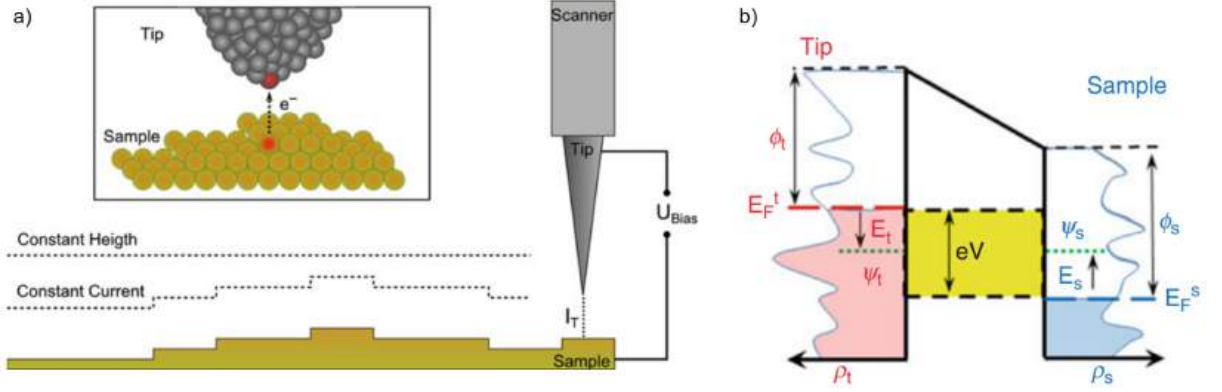 a)
Tip
e⁻
Sample
Scanner
Tip
U_Bias
Constant Heigth
Constant Current
I_T
Sample
b)
Tip
Sample
ϕ_t
E_F^t
E_t
ψ_t
eV
ψ_s
E_s
ϕ_s
E_F^s
ρ_t
ρ_s